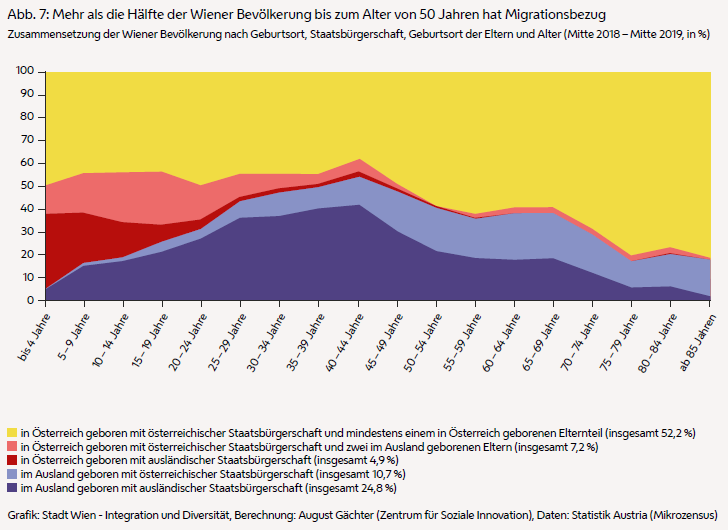 Abb. 7: Mehr als die Hälfte der Wiener Bevölkerung bis zum Alter von 50 Jahren hat Migrationsbezug
Zusammensetzung der Wiener Bevölkerung nach Geburtsort, Staatsbürgerschaft, Geburtsort der Eltern und Alter (Mitte 2018 – Mitte 2019, in %)
100
90
80
70
60
50
40
30
20
10
0
bis 4 Jahre
5 – 9 Jahre
10 – 14 Jahre
15 – 19 Jahre
20 – 24 Jahre
25 – 29 Jahre
30 – 34 Jahre
35 – 39 Jahre
40 – 44 Jahre
45 – 49 Jahre
50 – 54 Jahre
55 – 59 Jahre
60 – 64 Jahre
65 – 69 Jahre
70 – 74 Jahre
75 – 79 Jahre
80 – 84 Jahre
ab 85 Jahren
in Österreich geboren mit österreichischer Staatsbürgerschaft und mindestens einem in Österreich geborenen Elternteil (insgesamt 52,2 %)
in Österreich geboren mit österreichischer Staatsbürgerschaft und zwei im Ausland geborenen Eltern (insgesamt 7,2 %)
in Österreich geboren mit ausländischer Staatsbürgerschaft (insgesamt 4,9 %)
im Ausland geboren mit österreichischer Staatsbürgerschaft (insgesamt 10,7 %)
im Ausland geboren mit ausländischer Staatsbürgerschaft (insgesamt 24,8 %)
Grafik: Stadt Wien - Integration und Diversität, Berechnung: August Gächter (Zentrum für Soziale Innovation), Daten: Statistik Austria (Mikrozensus)